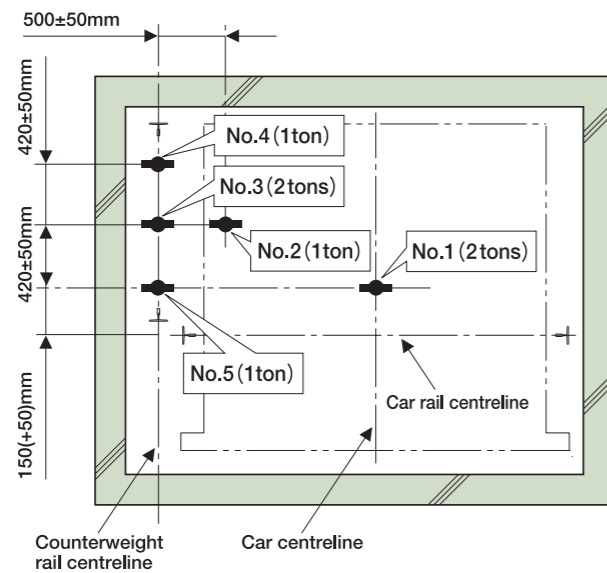 500±50mm
420±50mm
420±50mm
150(+50)mm
No.4(1ton)
No.3(2tons)
No.2(1ton)
No.1(2tons)
No.5(1ton)
Car rail centreline
Counterweight
rail centreline
Car centreline